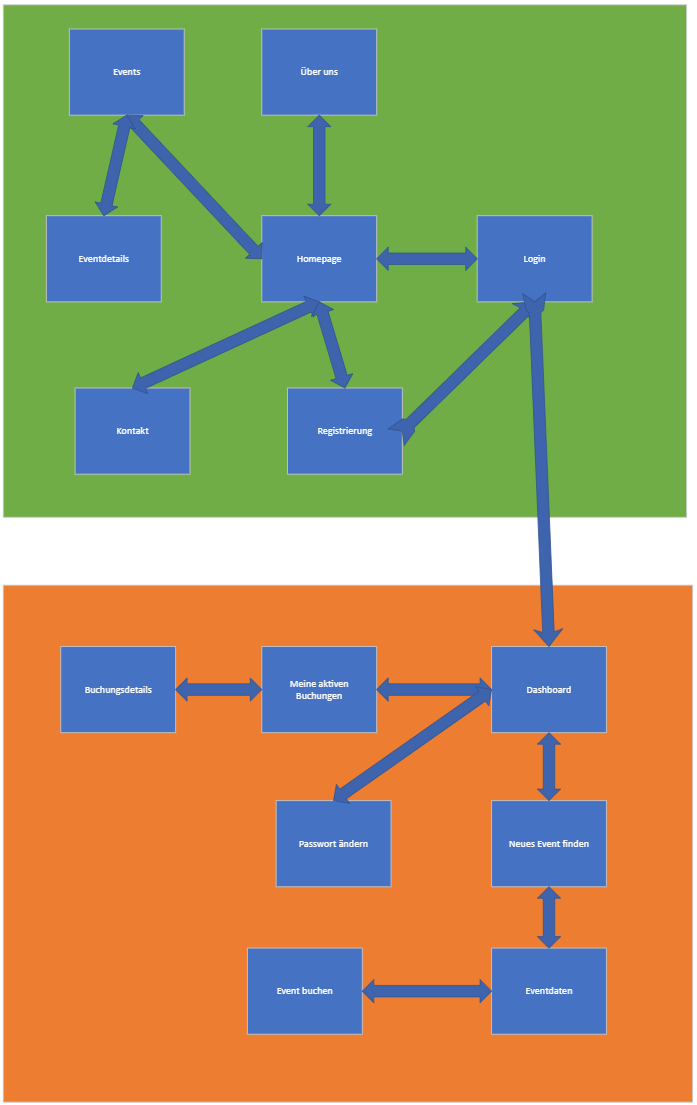 Events
Über uns
Eventdetails
Homepage
Login
Kontakt
Registrierung
Buchungsdetails
Meine aktiven
Buchungen
Dashboard
Passwort ändern
Neues Event finden
Event buchen
Eventdaten